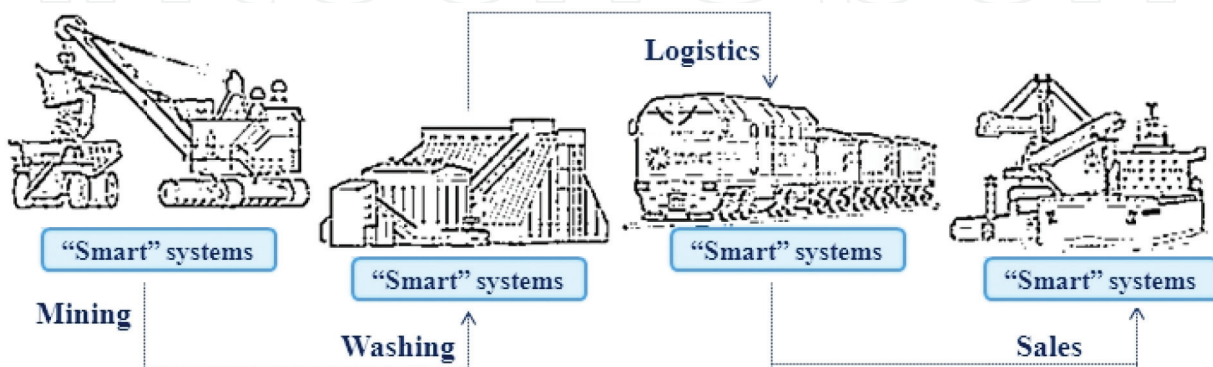 Logistics
“Smart” systems
“Smart” systems
“Smart” systems
“Smart” systems
Mining
Washing
Sales